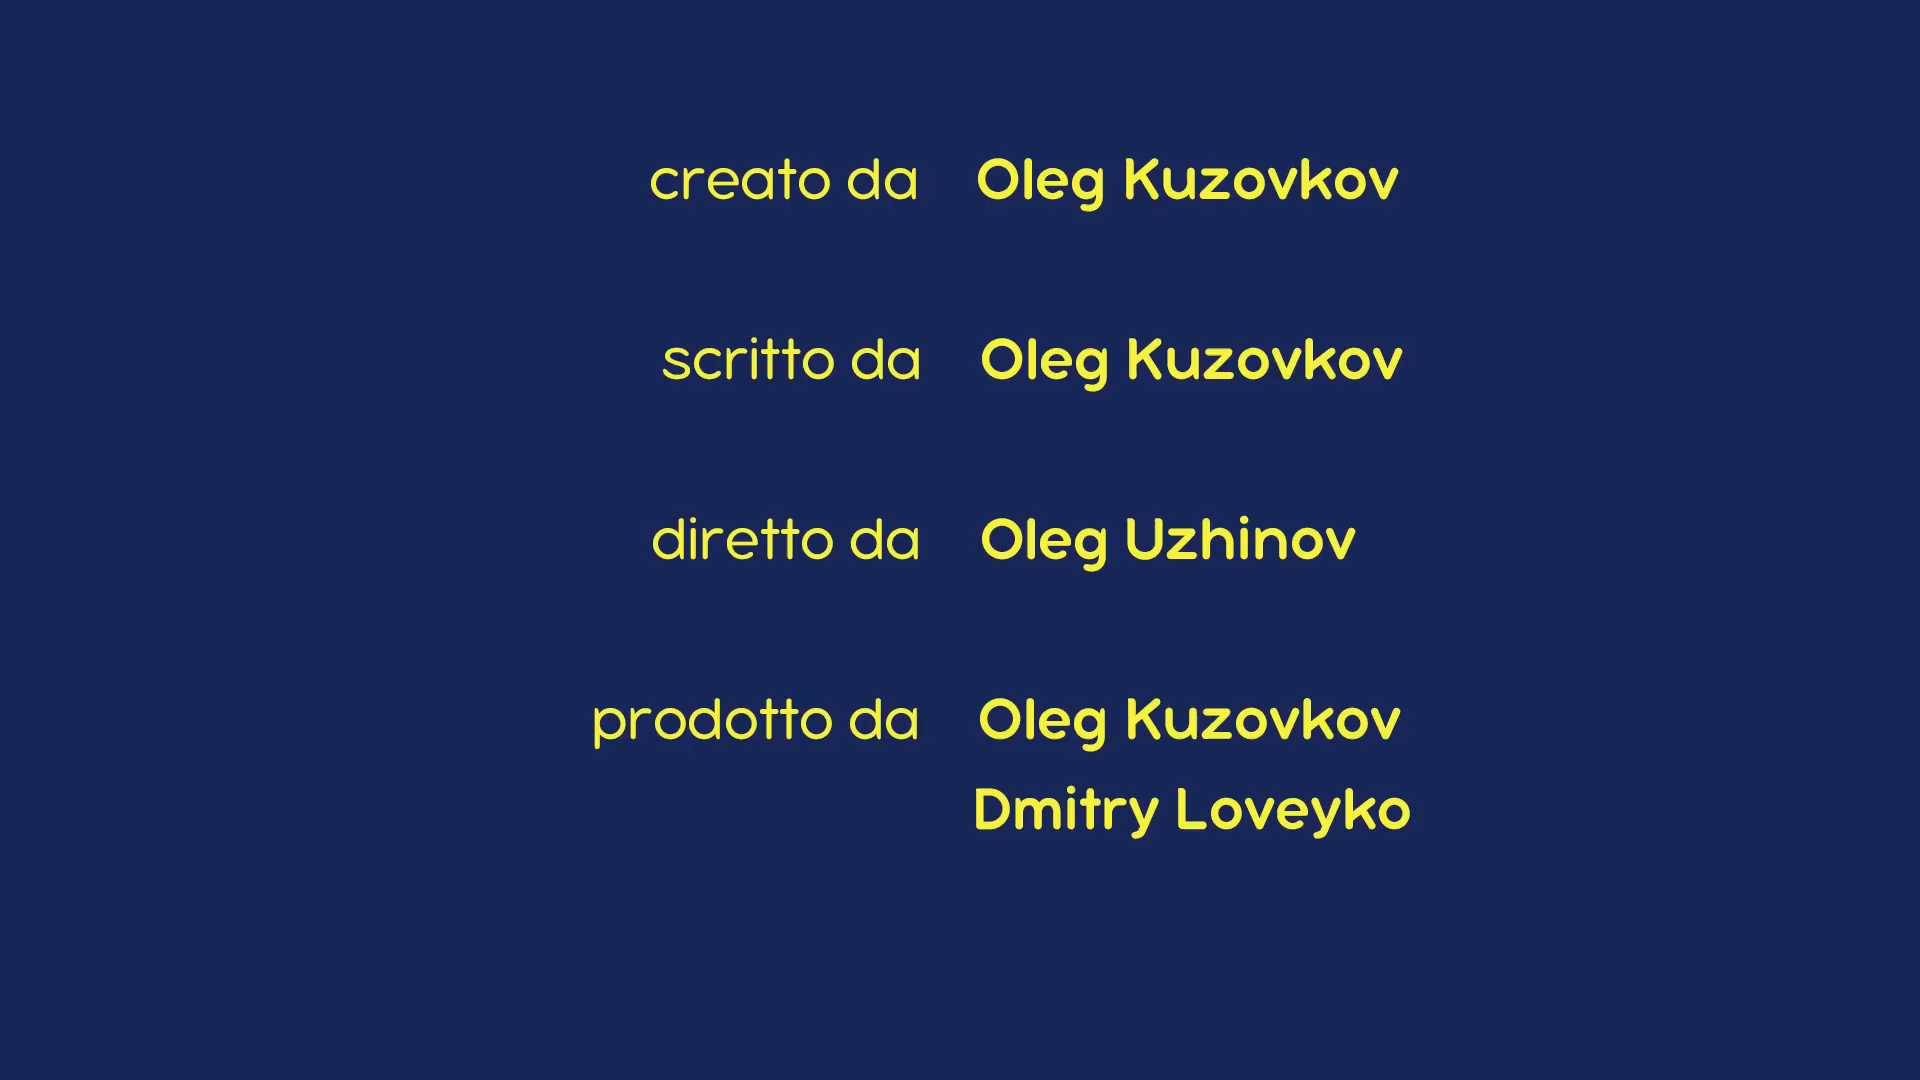 creato da Oleg Kuzovkov
scritto da Oleg Kuzovkov
diretto da Oleg Uzhinov
prodotto da Oleg Kuzovkov
Dmitry Loveyko